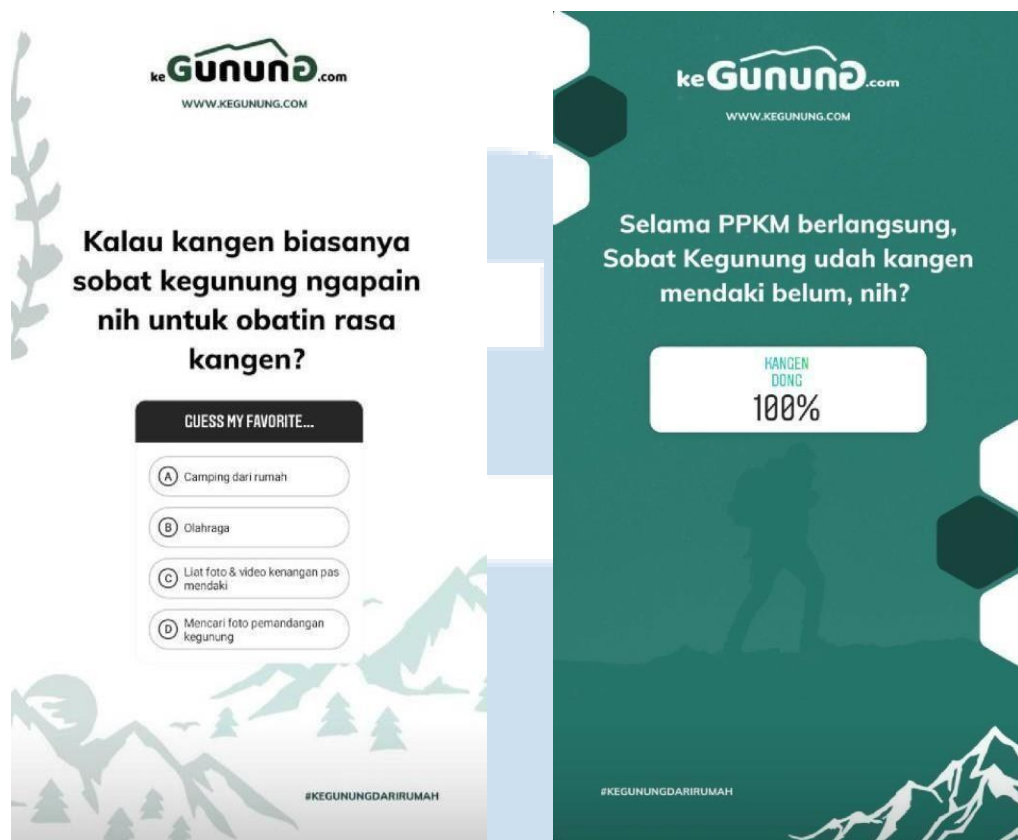 keGunung.com
WWW.KEGUNUNG.COM
Kalau kangen biasanya
sobat kegunung ngapain
nih untuk obatin rasa
kangen?
GUESS MY FAVORITE...
A Camping dari rumah
B Olahraga
C Liat foto & video kenangan pas
mendaki
D Mencari foto pemandangan
kegunung
#KEGUNUNGDARIRUMAH
keGunung.com
WWW.KEGUNUNG.COM
Selama PPKM berlangsung,
Sobat Kegunung udah kangen
mendaki belum, nih?
KANGEN
DONG
100%
#KEGUNUNGDARIRUMAH